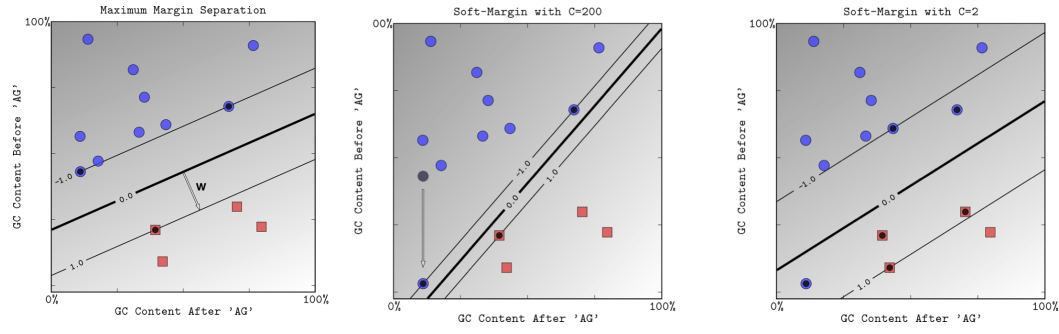 Maximum Margin Separation
100%
GC Content Before 'AG'
-1.0
0.0
1.0
w
0%
100%
GC Content After 'AG'
Soft-Margin with C=200
00%
GC Content Before 'AG'
-1.0
0.0
1.0
0%
100%
GC Content After 'AG'
Soft-Margin with C=2
100%
GC Content Before 'AG'
-1.0
0.0
1.0
0%
100%
GC Content After 'AG'